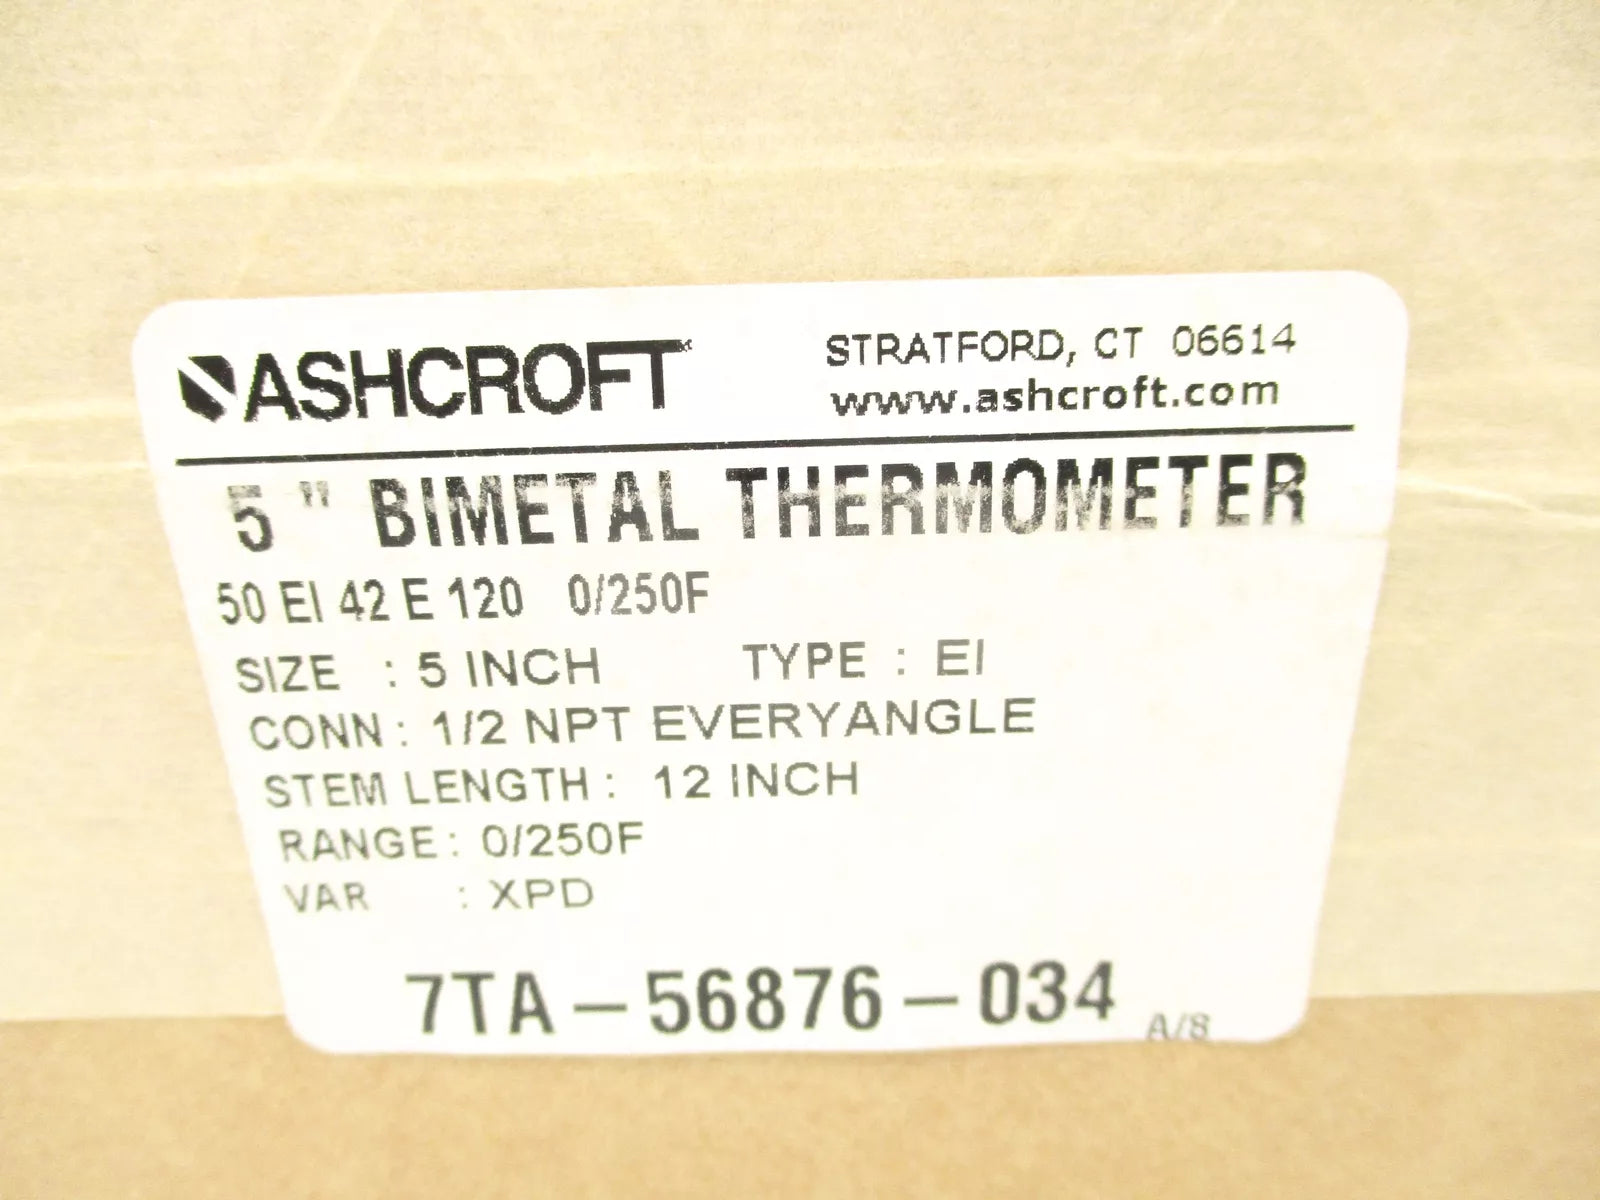 ASHCROFT
STRATFORD, CT 06614
www.ashcroft.com
5 " BIMETAL THERMOMETER
50 EI 42 E 120 0/250F
SIZE : 5 INCH TYPE : EI
CONN : 1/2 NPT EVERYANGLE
STEM LENGTH : 12 INCH
RANGE : 0/250F
VAR : XPD
7TA-56876-034
A/8